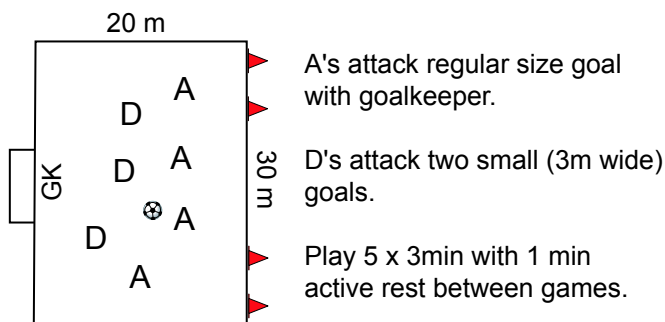 20 m
A's attack regular size goal
with goalkeeper.
A
D
D's attack two small (3m wide)
goals.
A
D
GK
30 m
A
D
A
Play 5 x 3min with 1 min
active rest between games.